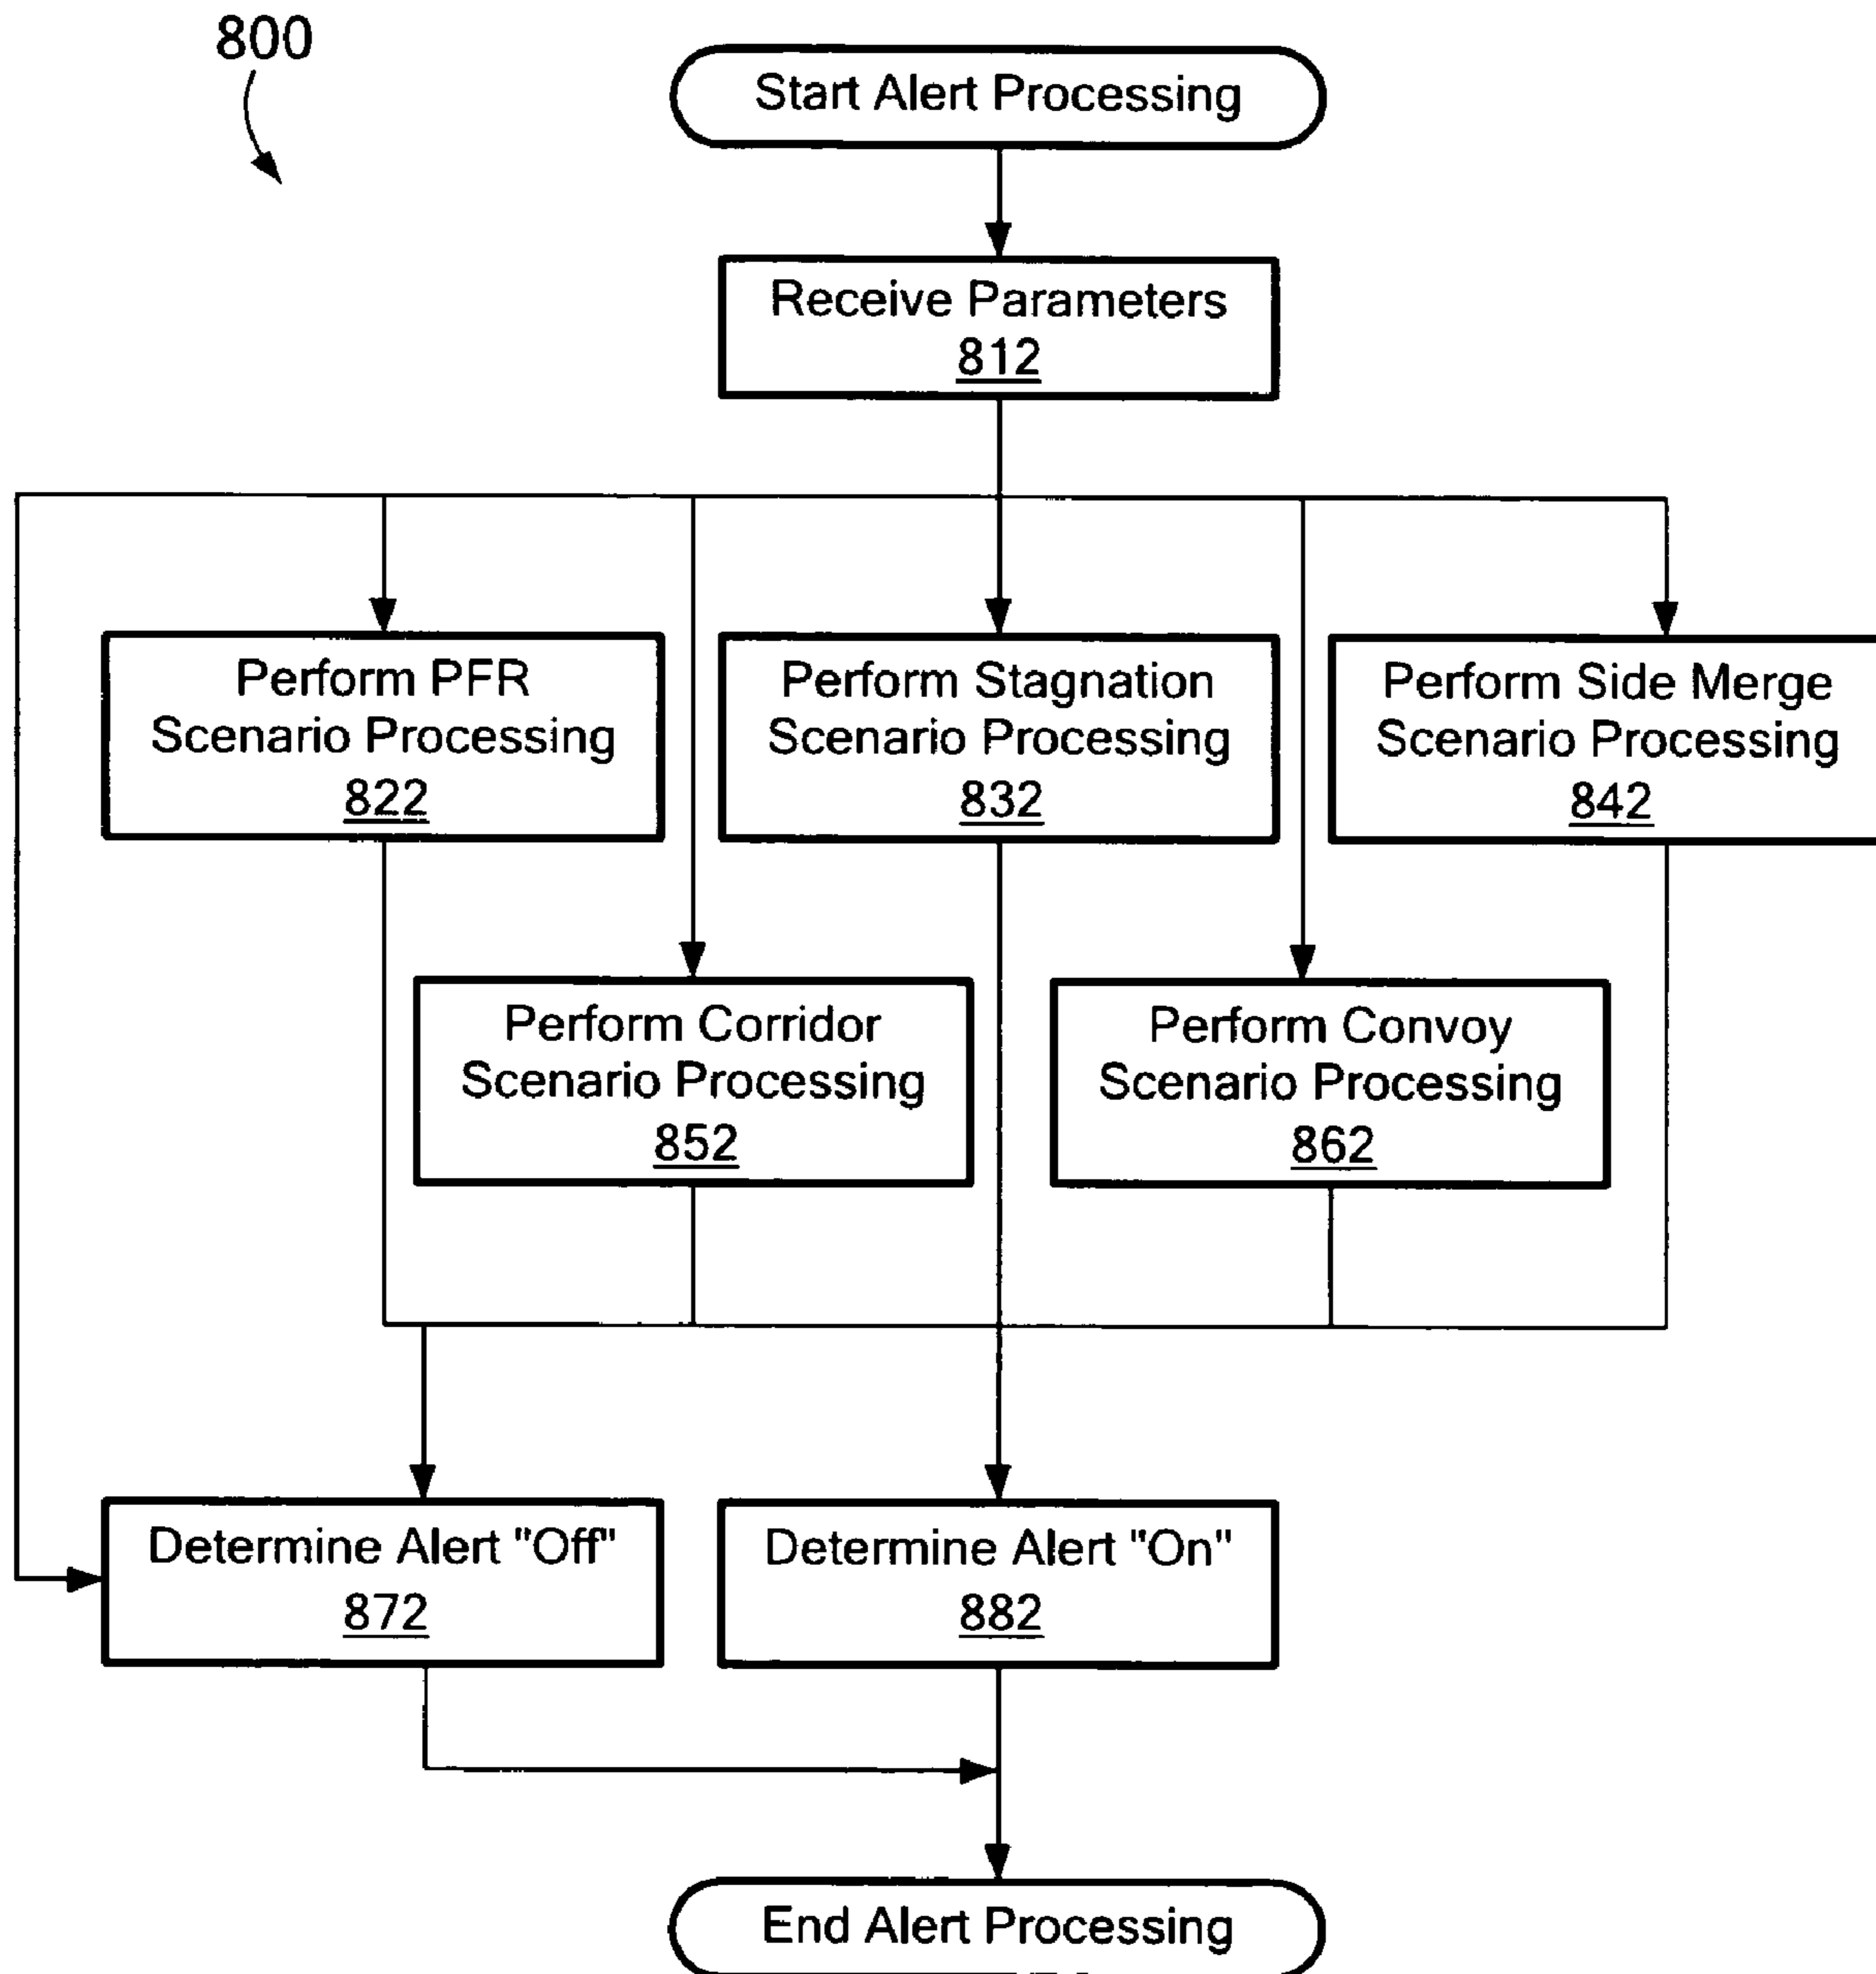 800
Start Alert Processing
Receive Parameters
812
Perform PFR
Scenario Processing
822
Perform Stagnation
Scenario Processing
832
Perform Side Merge
Scenario Processing
842
Perform Corridor
Scenario Processing
852
Perform Convoy
Scenario Processing
862
Determine Alert "Off"
872
Determine Alert "On"
882
End Alert Processing